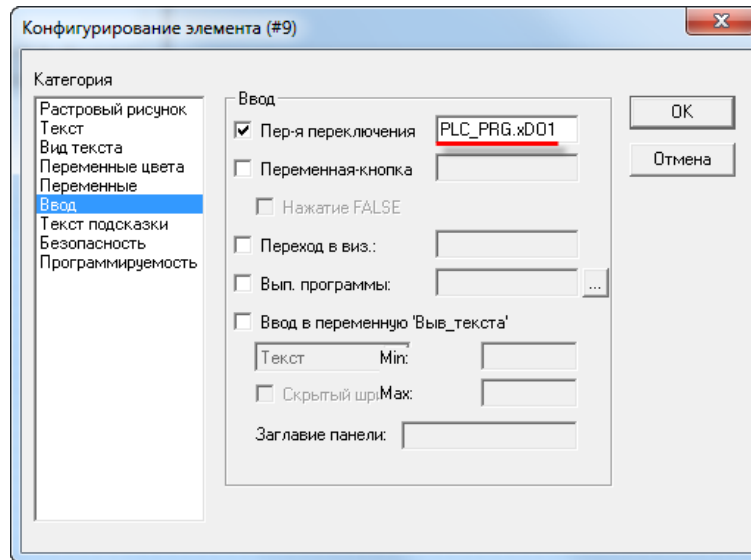 Конфигурирование элемента (#9)
Категория
Растровый рисунок
Текст
Вид текста
Переменные цвета
Переменные
Ввод
Текст подсказки
Безопасность
Программируемость
Ввод
Пер-я переключения PLC_PRG.xDO1
Переменная-кнопка
Нажатие FALSE
Переход в виз.:
Вып. программы: ...
Ввод в переменную 'Выв_текста'
Текст Min:
Скрытый шри Max:
Заглавие панели:
OK
Отмена